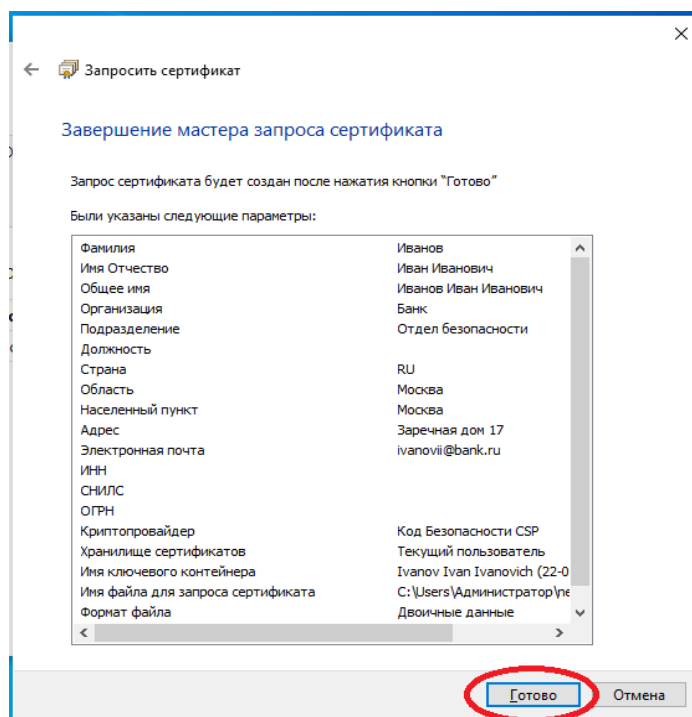 Запросить сертификат
Завершение мастера запроса сертификата
Запрос сертификата будет создан после нажатия кнопки "Готово"
Были указаны следующие параметры:
Фамилия Иванов
Имя Отчество Иван Иванович
Общее имя Иванов Иван Иванович
Организация Банк
Подразделение Отдел безопасности
Должность
Страна RU
Область Москва
Населенный пункт Москва
Адрес Заречная дом 17
Электронная почта ivanovii@bank.ru
ИНН
СНИЛС
ОГРН
Криптопровайдер Код Безопасности CSP
Хранилище сертификатов Текущий пользователь
Имя ключевого контейнера Ivanov Ivan Ivanovich (22-0
Имя файла для запроса сертификата C:\Users\Администратор\ne
Формат файла Двоичные данные
Готово Отмена